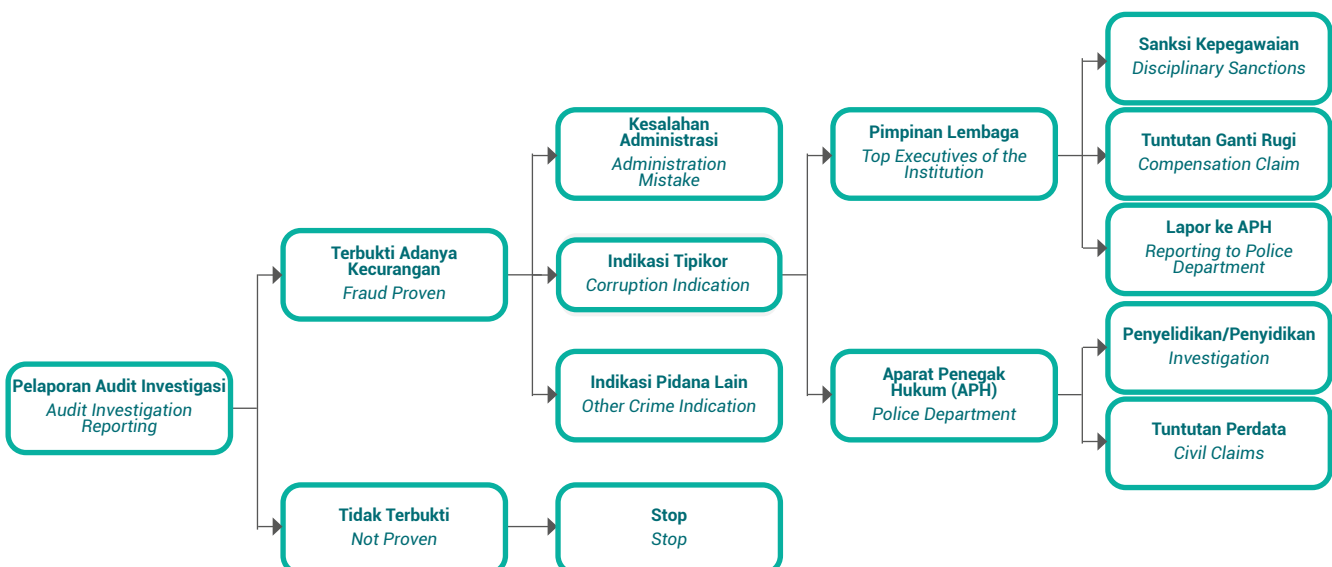 Pelaporan Audit Investigasi
Audit Investigation
Reporting
Terbukti Adanya
Kecurangan
Fraud Proven
Tidak Terbukti
Not Proven
Kesalahan
Administrasi
Administration
Mistake
Indikasi Tipikor
Corruption Indication
Indikasi Pidana Lain
Other Crime Indication
Stop
Stop
Pimpinan Lembaga
Top Executives of the
Institution
Aparat Penegak
Hukum (APH)
Police Department
Sanksi Kepegawaian
Disciplinary Sanctions
Tuntutan Ganti Rugi
Compensation Claim
Lapor ke APH
Reporting to Police
Department
Penyelidikan/Penyidikan
Investigation
Tuntutan Perdata
Civil Claims